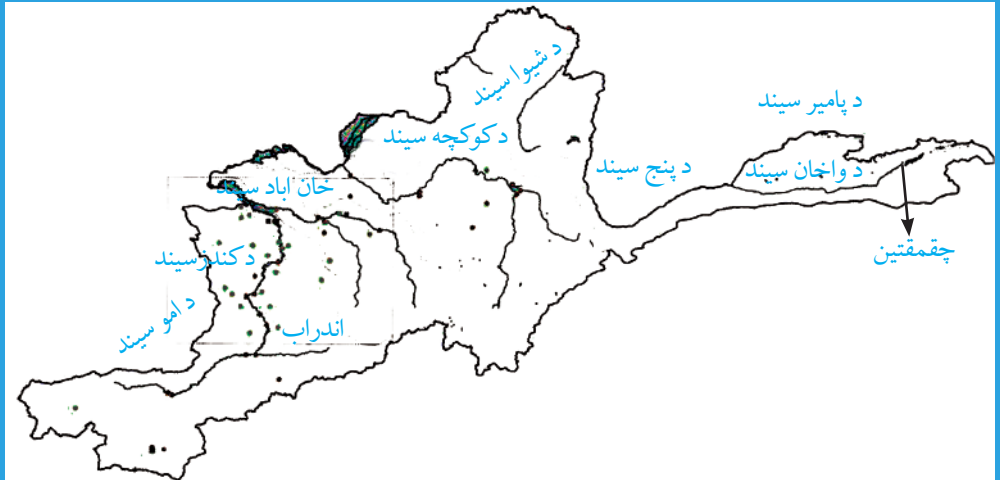 د شیوا سیند
د پامیر سیند
د کوکچه سیند
د پنج سیند
د واخان سیند
خان اباد سیند
چقمقتین
د کندز سیند
د امو سیند
اندراب